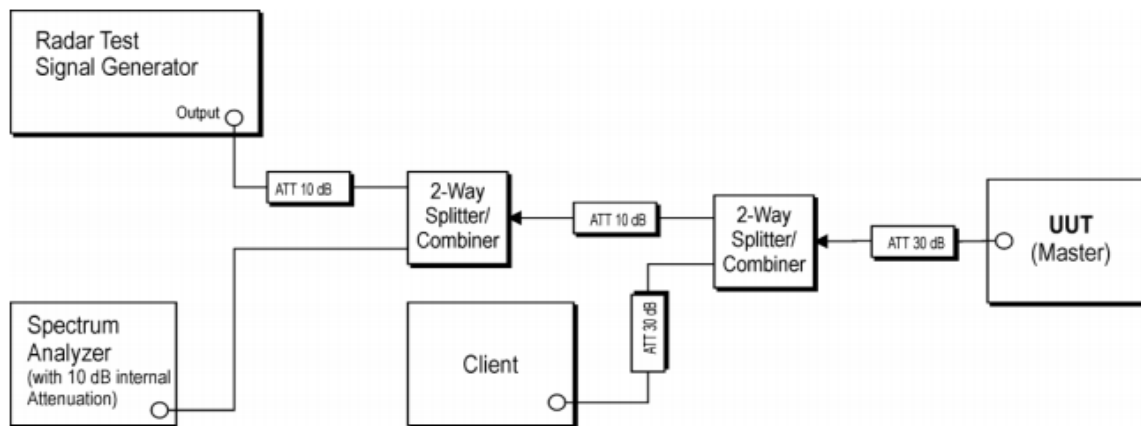 Radar Test
Signal Generator
Output
ATT 10 dB
2-Way
Splitter/
Combiner
ATT 10 dB
2-Way
Splitter/
Combiner
ATT 30 dB
UUT
(Master)
Spectrum
Analyzer
(with 10 dB internal
Attenuation)
Client
ATT 30 dB